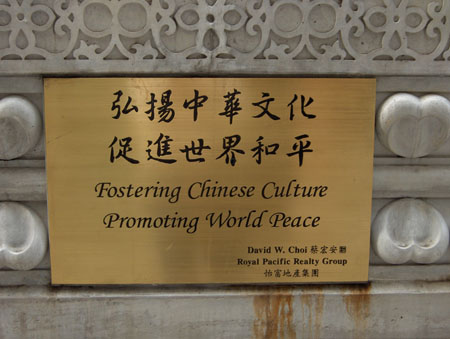 弘揚中華文化
促進世界和平
Fostering Chinese Culture
Promoting World Peace
David W. Choi 蔡宏安廳
Royal Pacific Realty Group
怡富地產集團